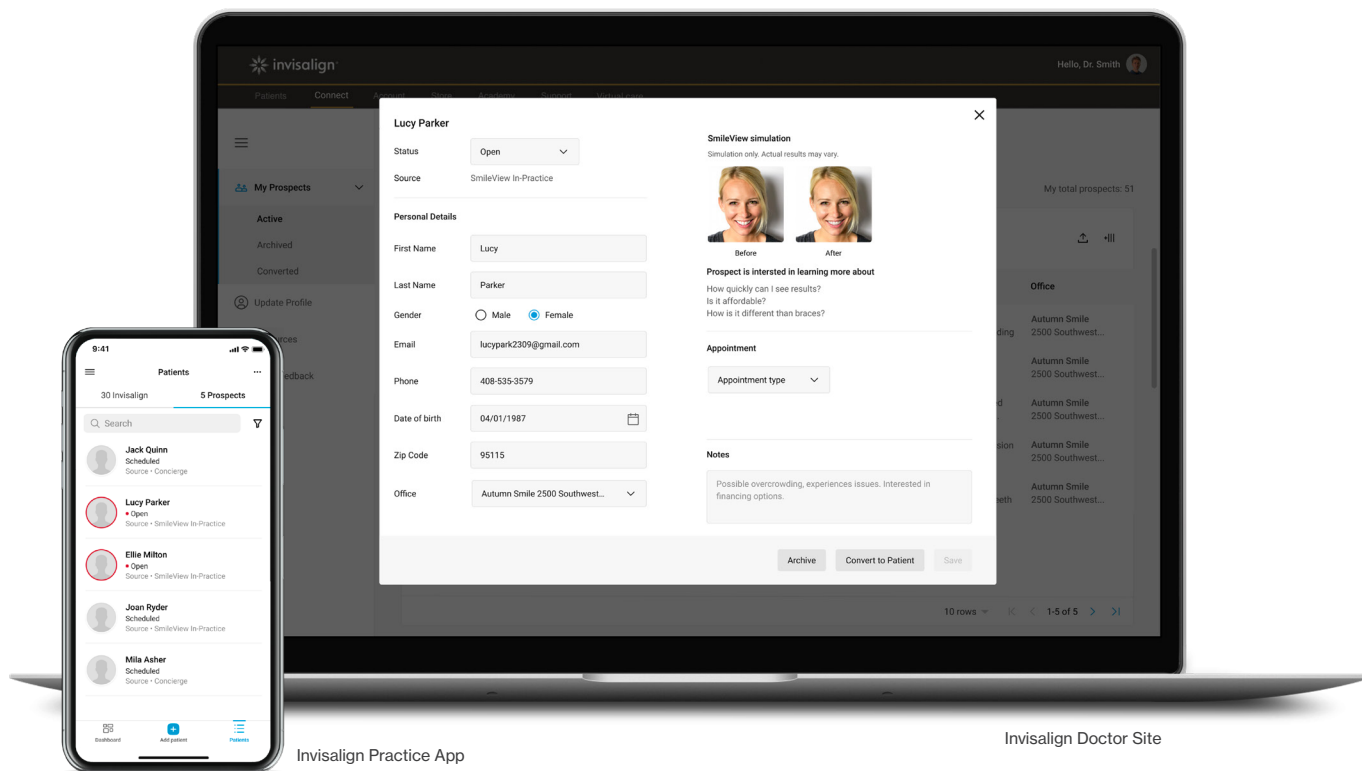 invisalign
Hello, Dr. Smith
Patients Connect Account Store Academy Support Virtual care
My Prospects
Active
Archived
Converted
Update Profile
My total prospects: 51
Office
Autumn Smile
2500 Southwest...
Autumn Smile
2500 Southwest...
Autumn Smile
2500 Southwest...
Autumn Smile
2500 Southwest...
Autumn Smile
2500 Southwest...
10 rows
1-5 of 5
Lucy Parker
Status Open
Source SmileView In-Practice
Personal Details
First Name Lucy
Last Name Parker
Gender Male Female
Email lucypark2309@gmail.com
Phone 408-535-3579
Date of birth 04/01/1987
Zip Code 95115
Office Autumn Smile 2500 Southwest...
SmileView simulation
Simulation only. Actual results may vary.
Before After
Prospect is intersted in learning more about
How quickly can I see results?
Is it affordable?
How is it different than braces?
Appointment
Appointment type
Notes
Possible overcrowding, experiences issues. Interested in
financing options.
Archive Convert to Patient Save
9:41
Patients
30 Invisalign 5 Prospects
Search
Jack Quinn
Scheduled
Source • Concierge
Lucy Parker
• Open
Source • SmileView In-Practice
Ellie Milton
• Open
Source • SmileView In-Practice
Joan Ryder
Scheduled
Source • SmileView In-Practice
Mila Asher
Scheduled
Source • Concierge
Dashboard Add patient Patients
Invisalign Practice App
Invisalign Doctor Site